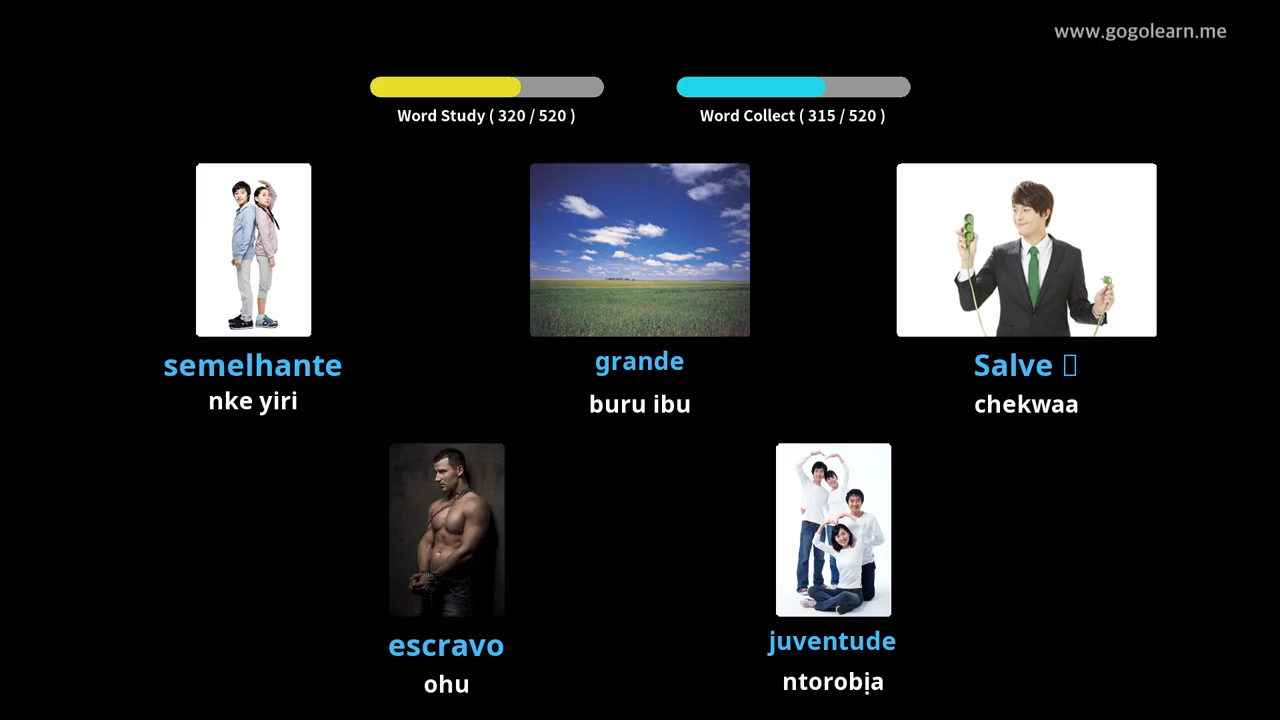 www.gogolearn.me
Word Study ( 320 / 520 )
Word Collect ( 315 / 520 )
semelhante
nke yiri
grande
buru ibu
Salve
chekwaa
escravo
ohu
juventude
ntorobịa